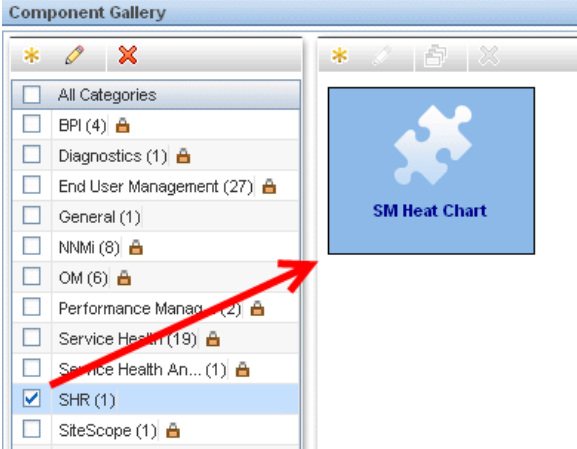 Component Gallery
All Categories
BPI (4)
Diagnostics (1)
End User Management (27)
General (1)
NNMi (8)
OM (6)
Performance Manag... (2)
Service Health (19)
Service Health An... (1)
SHR (1)
SiteScope (1)
SM Heat Chart